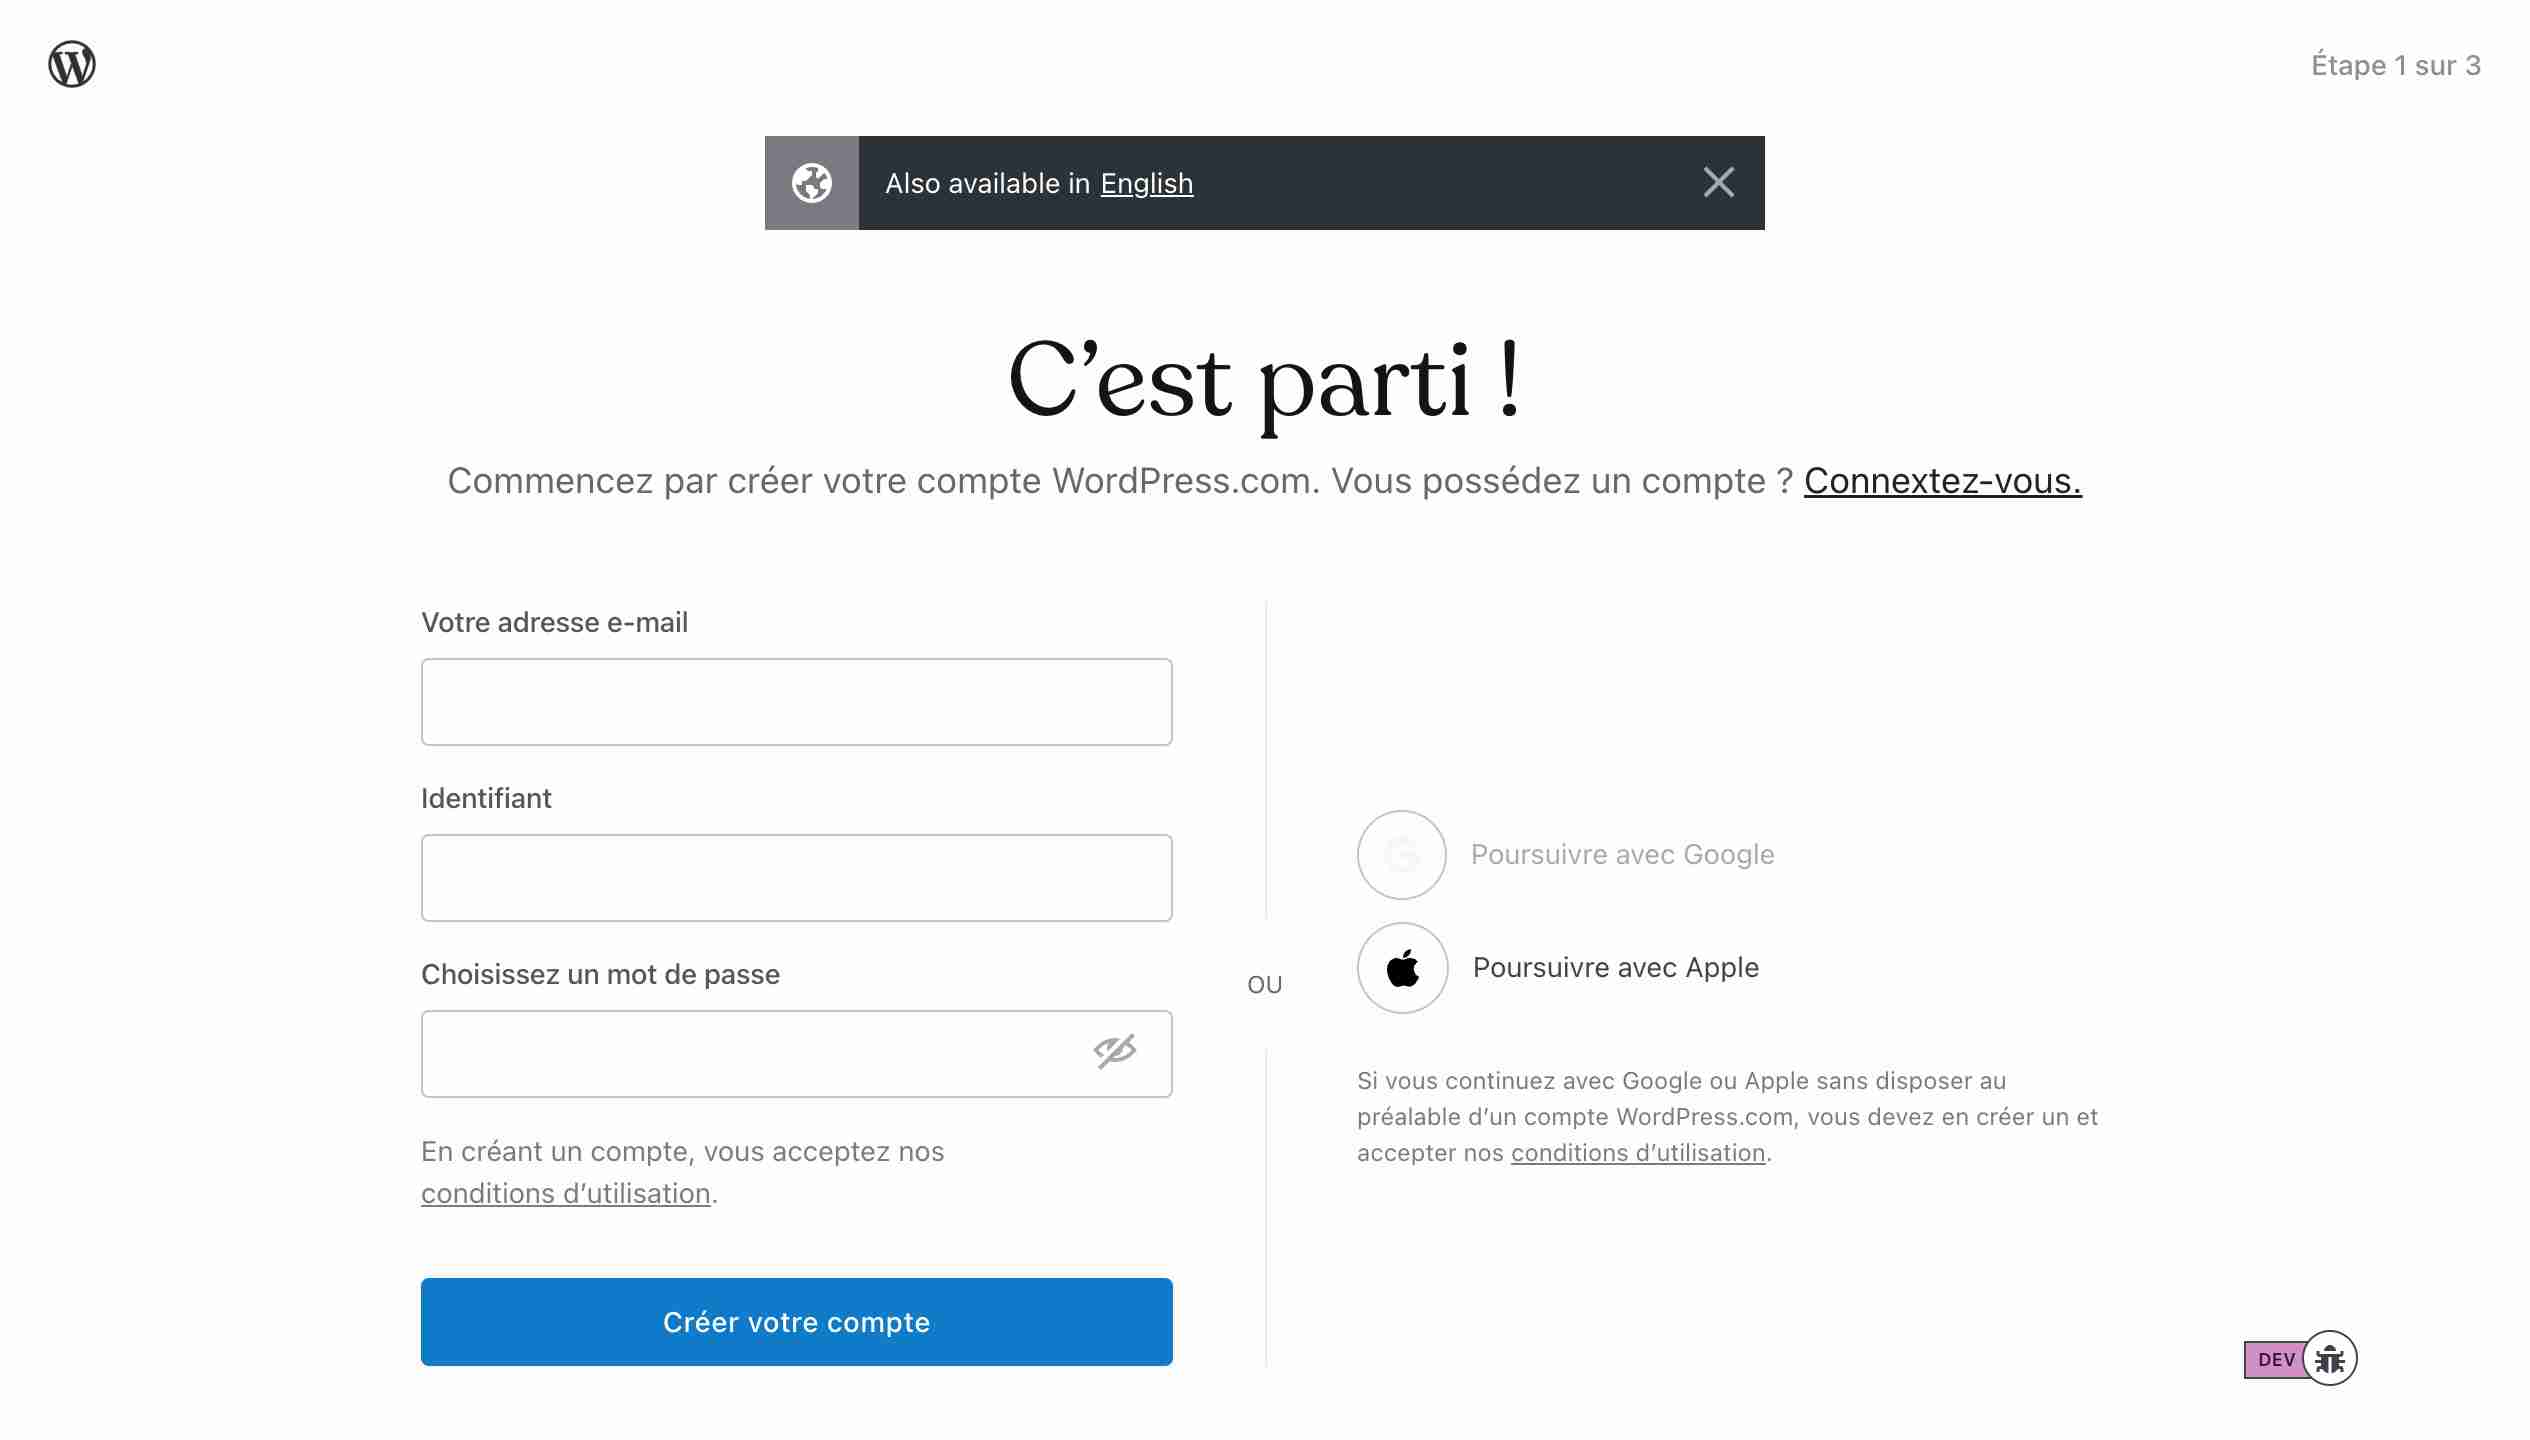 Étape 1 sur 3
Also available in English
C’est parti !
Commencez par créer votre compte WordPress.com. Vous possédez un compte ? Connextez-vous.
Votre adresse e-mail
Identifiant
Choisissez un mot de passe
En créant un compte, vous acceptez nos
conditions d’utilisation.
Créer votre compte
OU
Poursuivre avec Google
Poursuivre avec Apple
Si vous continuez avec Google ou Apple sans disposer au
préalable d’un compte WordPress.com, vous devez en créer un et
accepter nos conditions d’utilisation.
DEV